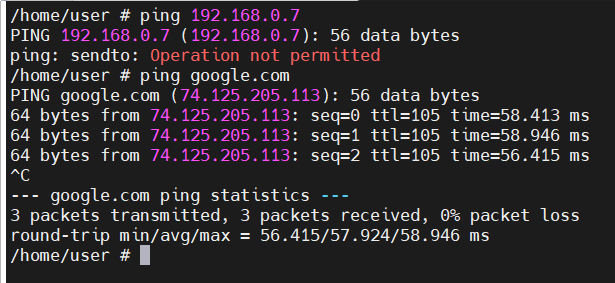 /home/user # ping 192.168.0.7
PING 192.168.0.7 (192.168.0.7): 56 data bytes
ping: sendto: Operation not permitted
/home/user # ping google.com
PING google.com (74.125.205.113): 56 data bytes
64 bytes from 74.125.205.113: seq=0 ttl=105 time=58.413 ms
64 bytes from 74.125.205.113: seq=1 ttl=105 time=58.946 ms
64 bytes from 74.125.205.113: seq=2 ttl=105 time=56.415 ms
^C
--- google.com ping statistics ---
3 packets transmitted, 3 packets received, 0% packet loss
round-trip min/avg/max = 56.415/57.924/58.946 ms
/home/user #